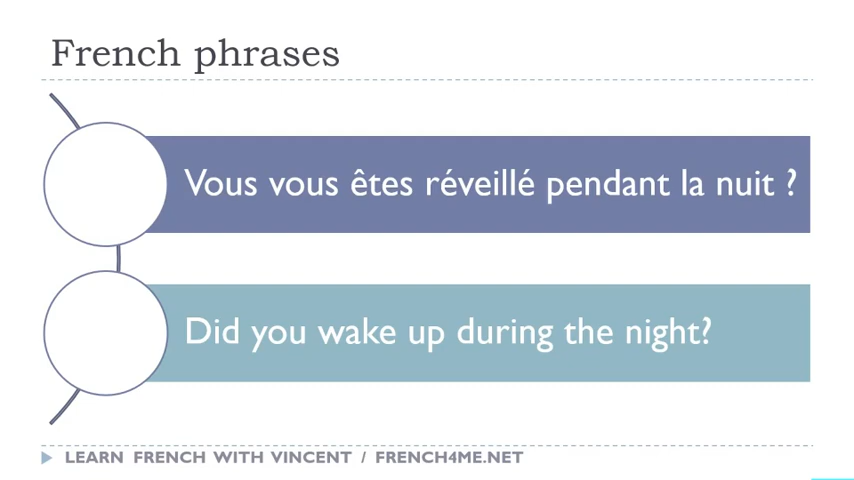 French phrases
Vous vous êtes réveillé pendant la nuit ?
Did you wake up during the night?
LEARN FRENCH WITH VINCENT / FRENCH4ME.NET